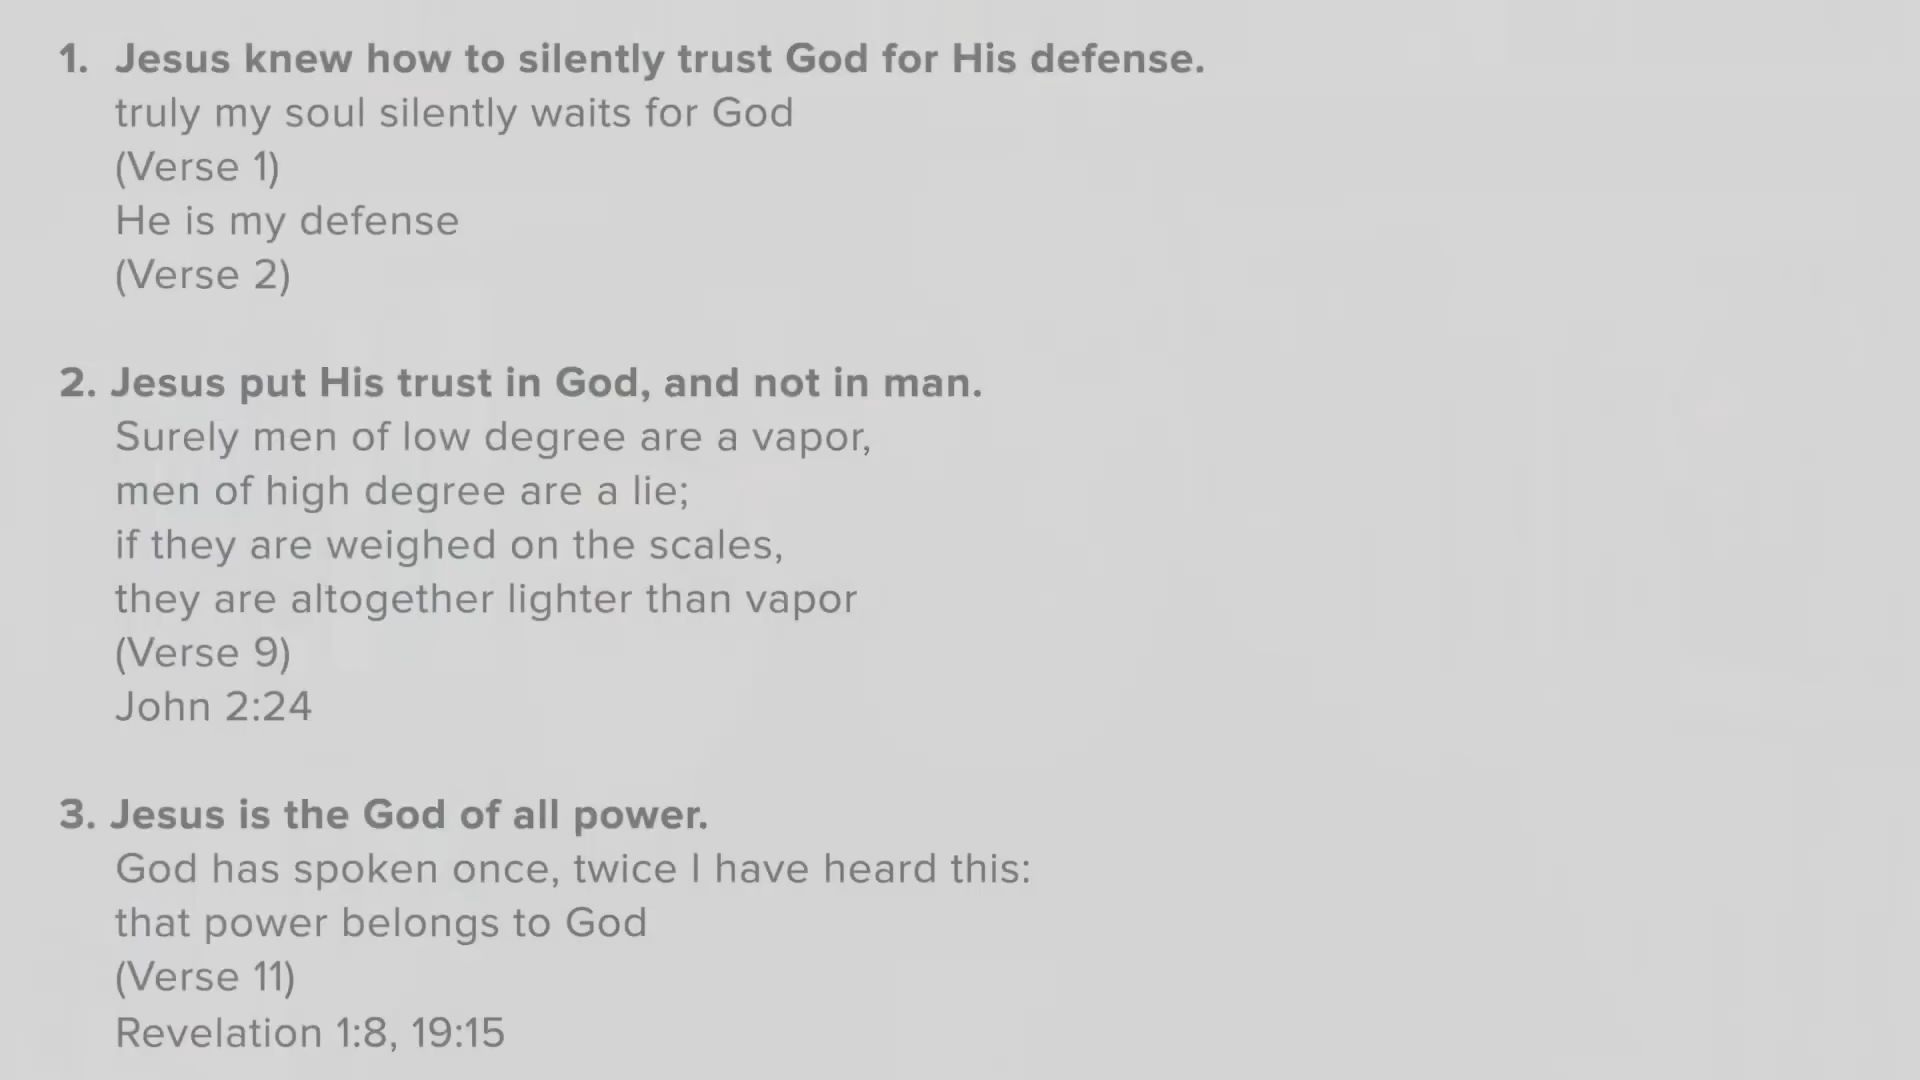 1. Jesus knew how to silently trust God for His defense.
truly my soul silently waits for God
(Verse 1)
He is my defense
(Verse 2)
2. Jesus put His trust in God, and not in man.
Surely men of low degree are a vapor,
men of high degree are a lie;
if they are weighed on the scales,
they are altogether lighter than vapor
(Verse 9)
John 2:24
3. Jesus is the God of all power.
God has spoken once, twice I have heard this:
that power belongs to God
(Verse 11)
Revelation 1:8, 19:15